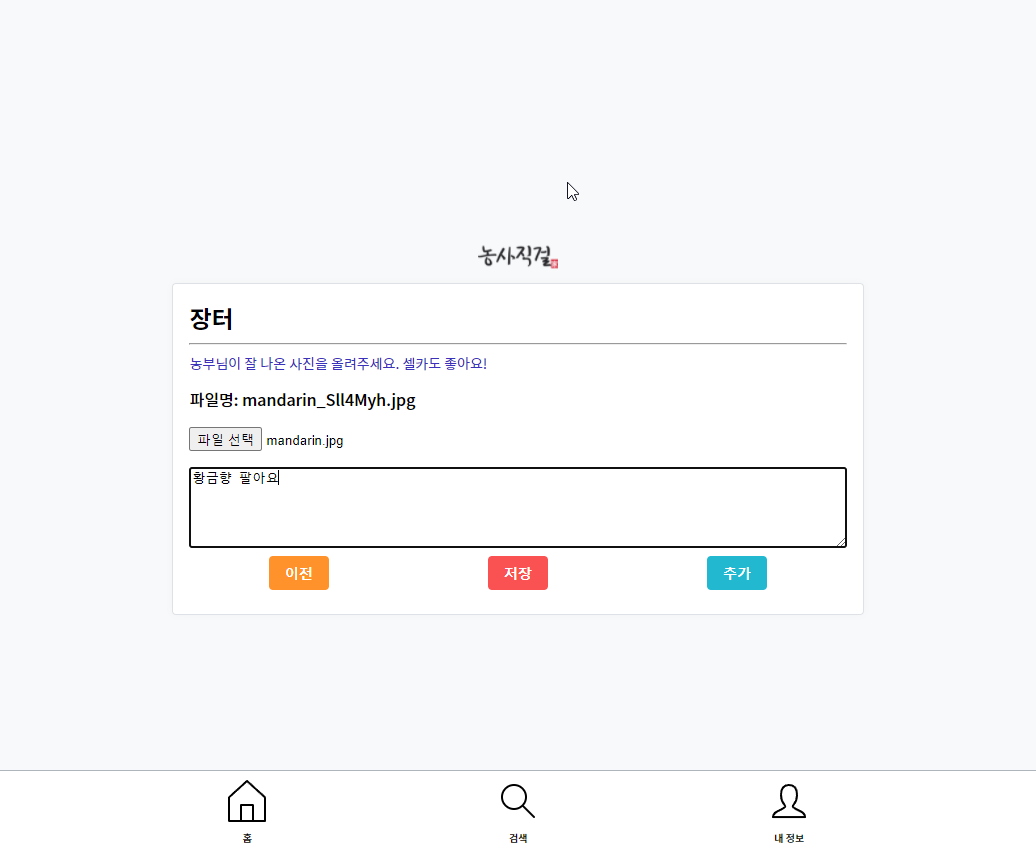 농사직걸
장터
농부님이 잘 나온 사진을 올려주세요. 셀카도 좋아요!
파일명: mandarin_Sll4Myh.jpg
파일 선택 mandarin.jpg
황금향 팔아요
이전 저장 추가
홈 검색 내 정보